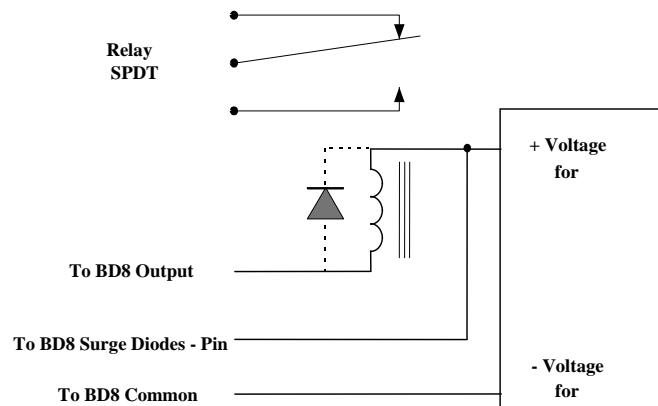 Relay
SPDT
+ Voltage
for
To BD8 Output
To BD8 Surge Diodes - Pin
- Voltage
for
To BD8 Common